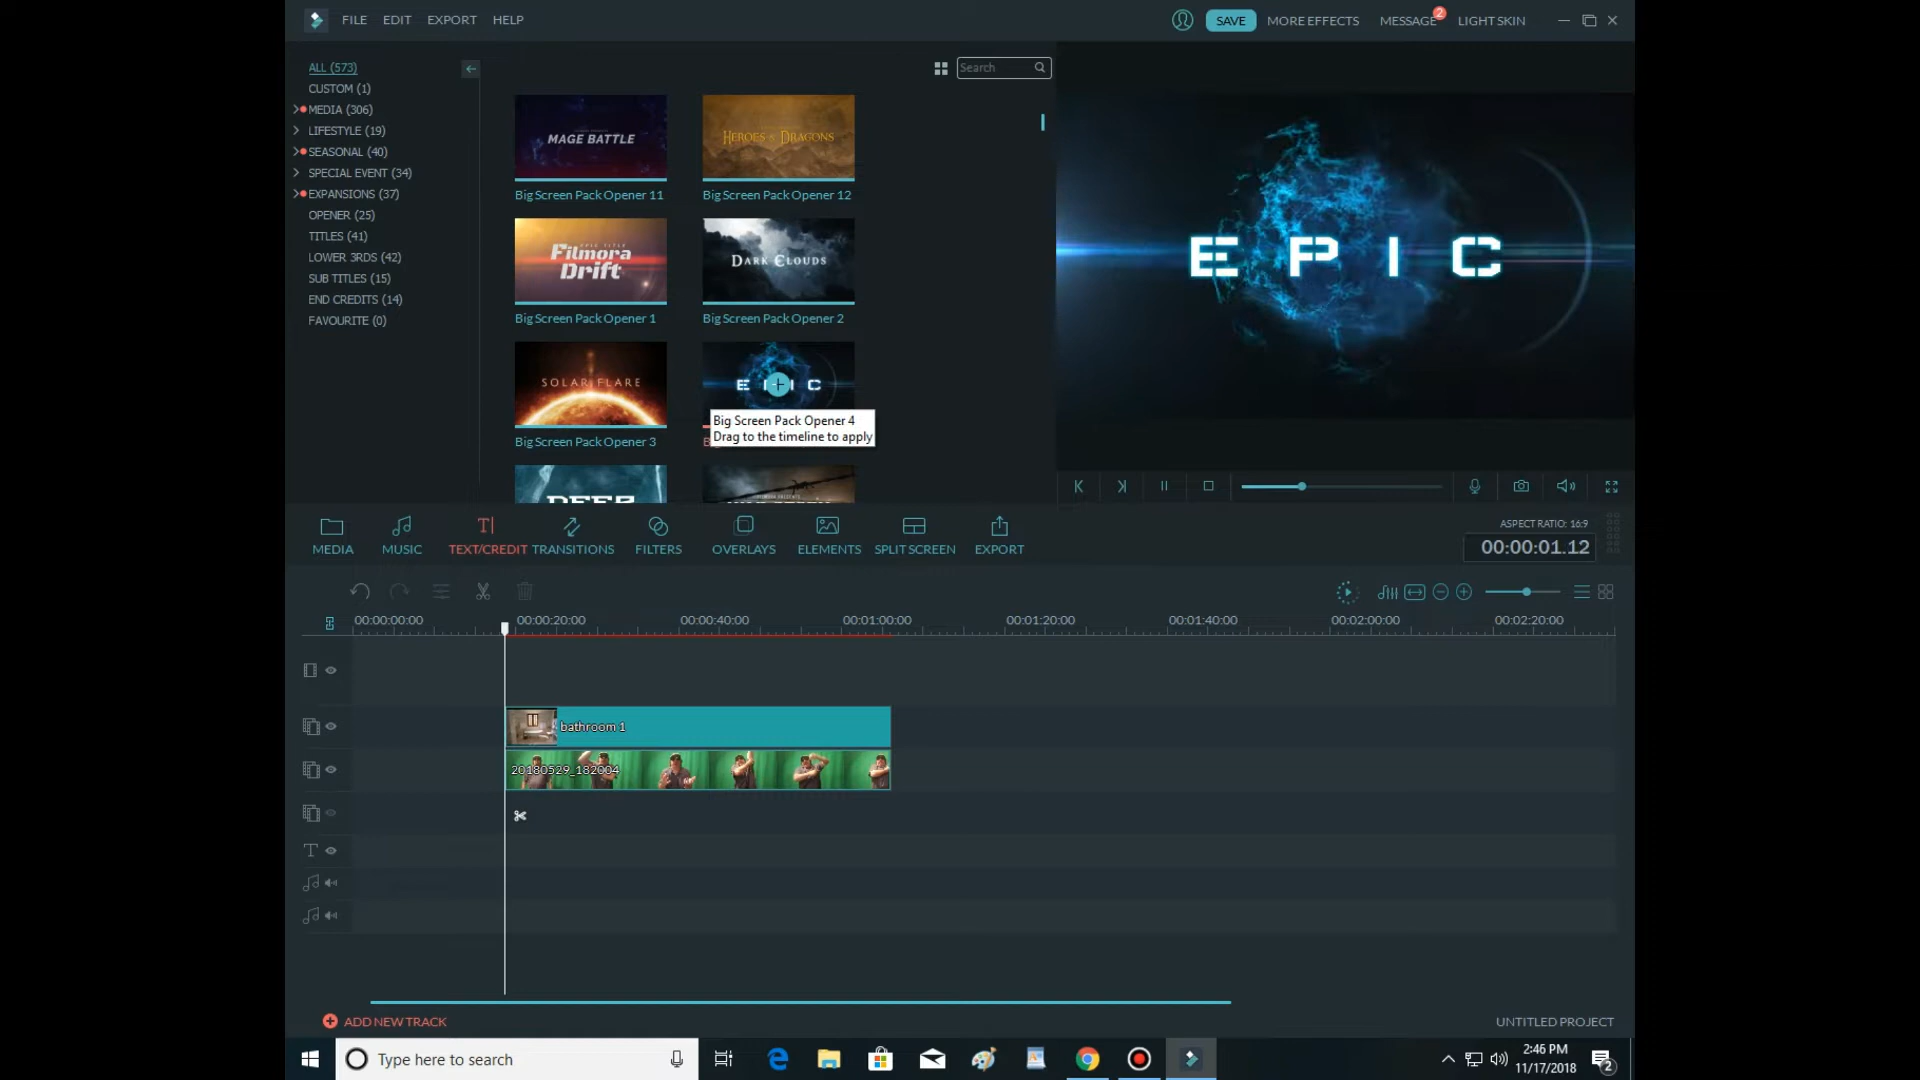 FILE EDIT EXPORT HELP
SAVE MORE EFFECTS MESSAGE 2 LIGHT SKIN
ALL (573)
CUSTOM (1)
MEDIA (306)
LIFESTYLE (19)
SEASONAL (40)
SPECIAL EVENT (34)
EXPANSIONS (37)
OPENER (25)
TITLES (41)
LOWER 3RDS (42)
SUB TITLES (15)
END CREDITS (14)
FAVOURITE (0)
Search
MAGE BATTLE
HEROES & DRAGONS
Big Screen Pack Opener 11
Big Screen Pack Opener 12
EPIC TITLE
Filmora
Drift
DARK CLOUDS
Big Screen Pack Opener 1
Big Screen Pack Opener 2
SOLAR FLARE
Big Screen Pack Opener 4
Drag to the timeline to apply
Big Screen Pack Opener 3
EPIC
ASPECT RATIO: 16:9
00:00:01.12
MEDIA MUSIC TEXT/CREDIT TRANSITIONS FILTERS OVERLAYS ELEMENTS SPLIT SCREEN EXPORT
00:00:00:00 00:00:20:00 00:00:40:00 00:01:00:00 00:01:20:00 00:01:40:00 00:02:00:00 00:02:20:00
bathroom 1
20180529_182004
ADD NEW TRACK
UNTITLED PROJECT
Type here to search
2:46 PM
11/17/2018
2